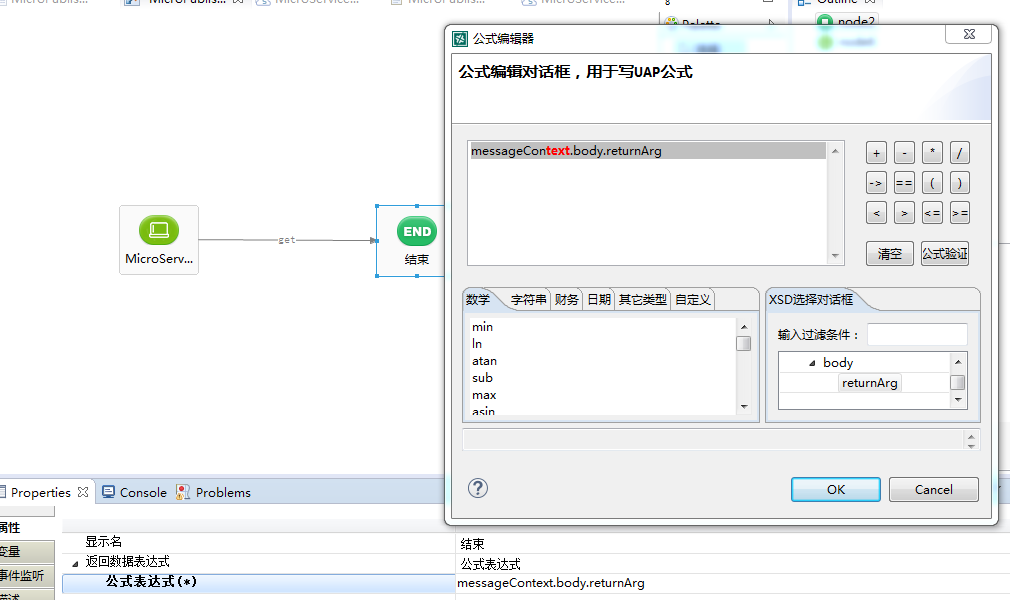 MicroPublis...
MicroPublis...
MicroService...
MicroPublis...
MicroService...
Outline
8
Palette
node2
公式编辑器
公式编辑对话框，用于写UAP公式
messageContext.body.returnArg
+ - * /
-> == ( )
< > <= >=
清空 公式验证
MicroServ...
get
END
结束
数学 字符串 财务 日期 其它类型 自定义
min
ln
atan
sub
max
asin
XSD选择对话框
输入过滤条件：
body
returnArg
?
OK
Cancel
Properties Console Problems
属性
变量
事件监听
描述
显示名 结束
返回数据表达式 公式表达式
公式表达式(*) messageContext.body.returnArg